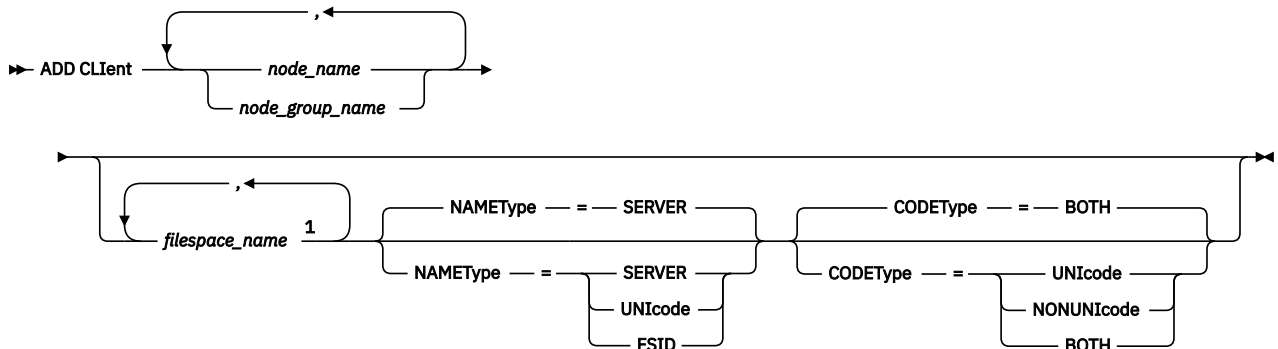 ,
ADD CLIent node_name
node_group_name
, NAMEType = SERVER CODEType = BOTH
filespace_name 1
NAMEType = SERVER CODEType = UNIcode
UNIcode NONUNIcode
FSID BOTH